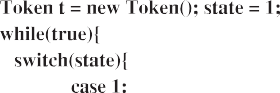 Token t = new Token(); state = 1;
while(true){
switch(state){
case 1: